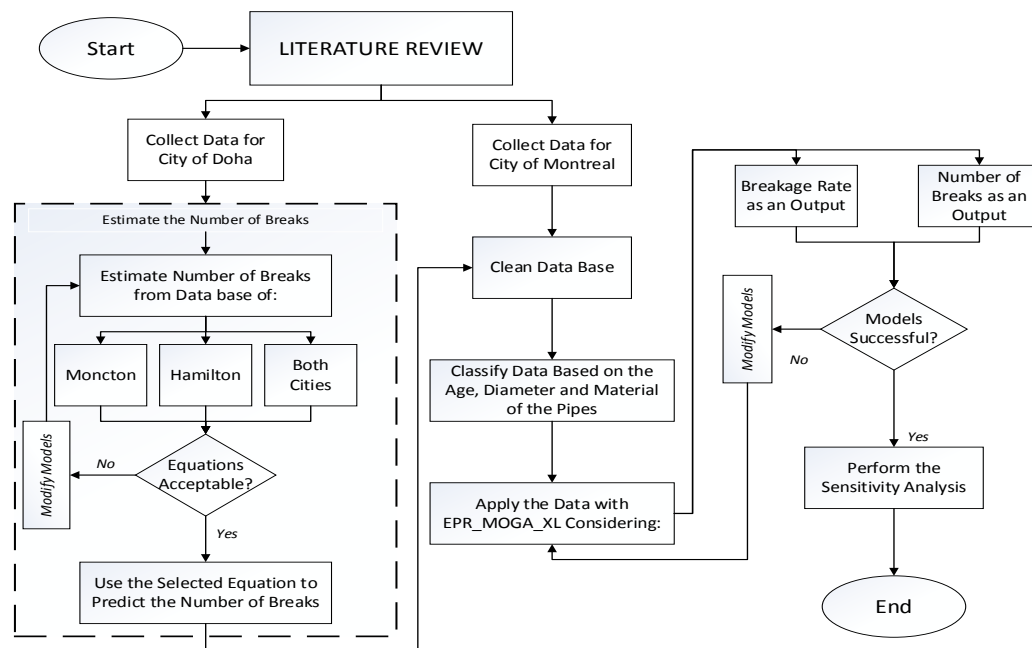 Start
LITERATURE REVIEW
Collect Data for
City of Doha
Estimate the Number of Breaks
Estimate Number of Breaks
from Data base of:
Moncton
Hamilton
Both
Cities
Modify Models
No
Equations
Acceptable?
Yes
Use the Selected Equation to
Predict the Number of Breaks
Collect Data for
City of Montreal
Clean Data Base
Classify Data Based on the
Age, Diameter and Material
of the Pipes
Apply the Data with
EPR_MOGA_XL Considering:
Breakage Rate
as an Output
Number of
Breaks as an
Output
Modify Models
No
Models
Successful?
Yes
Perform the
Sensitivity Analysis
End